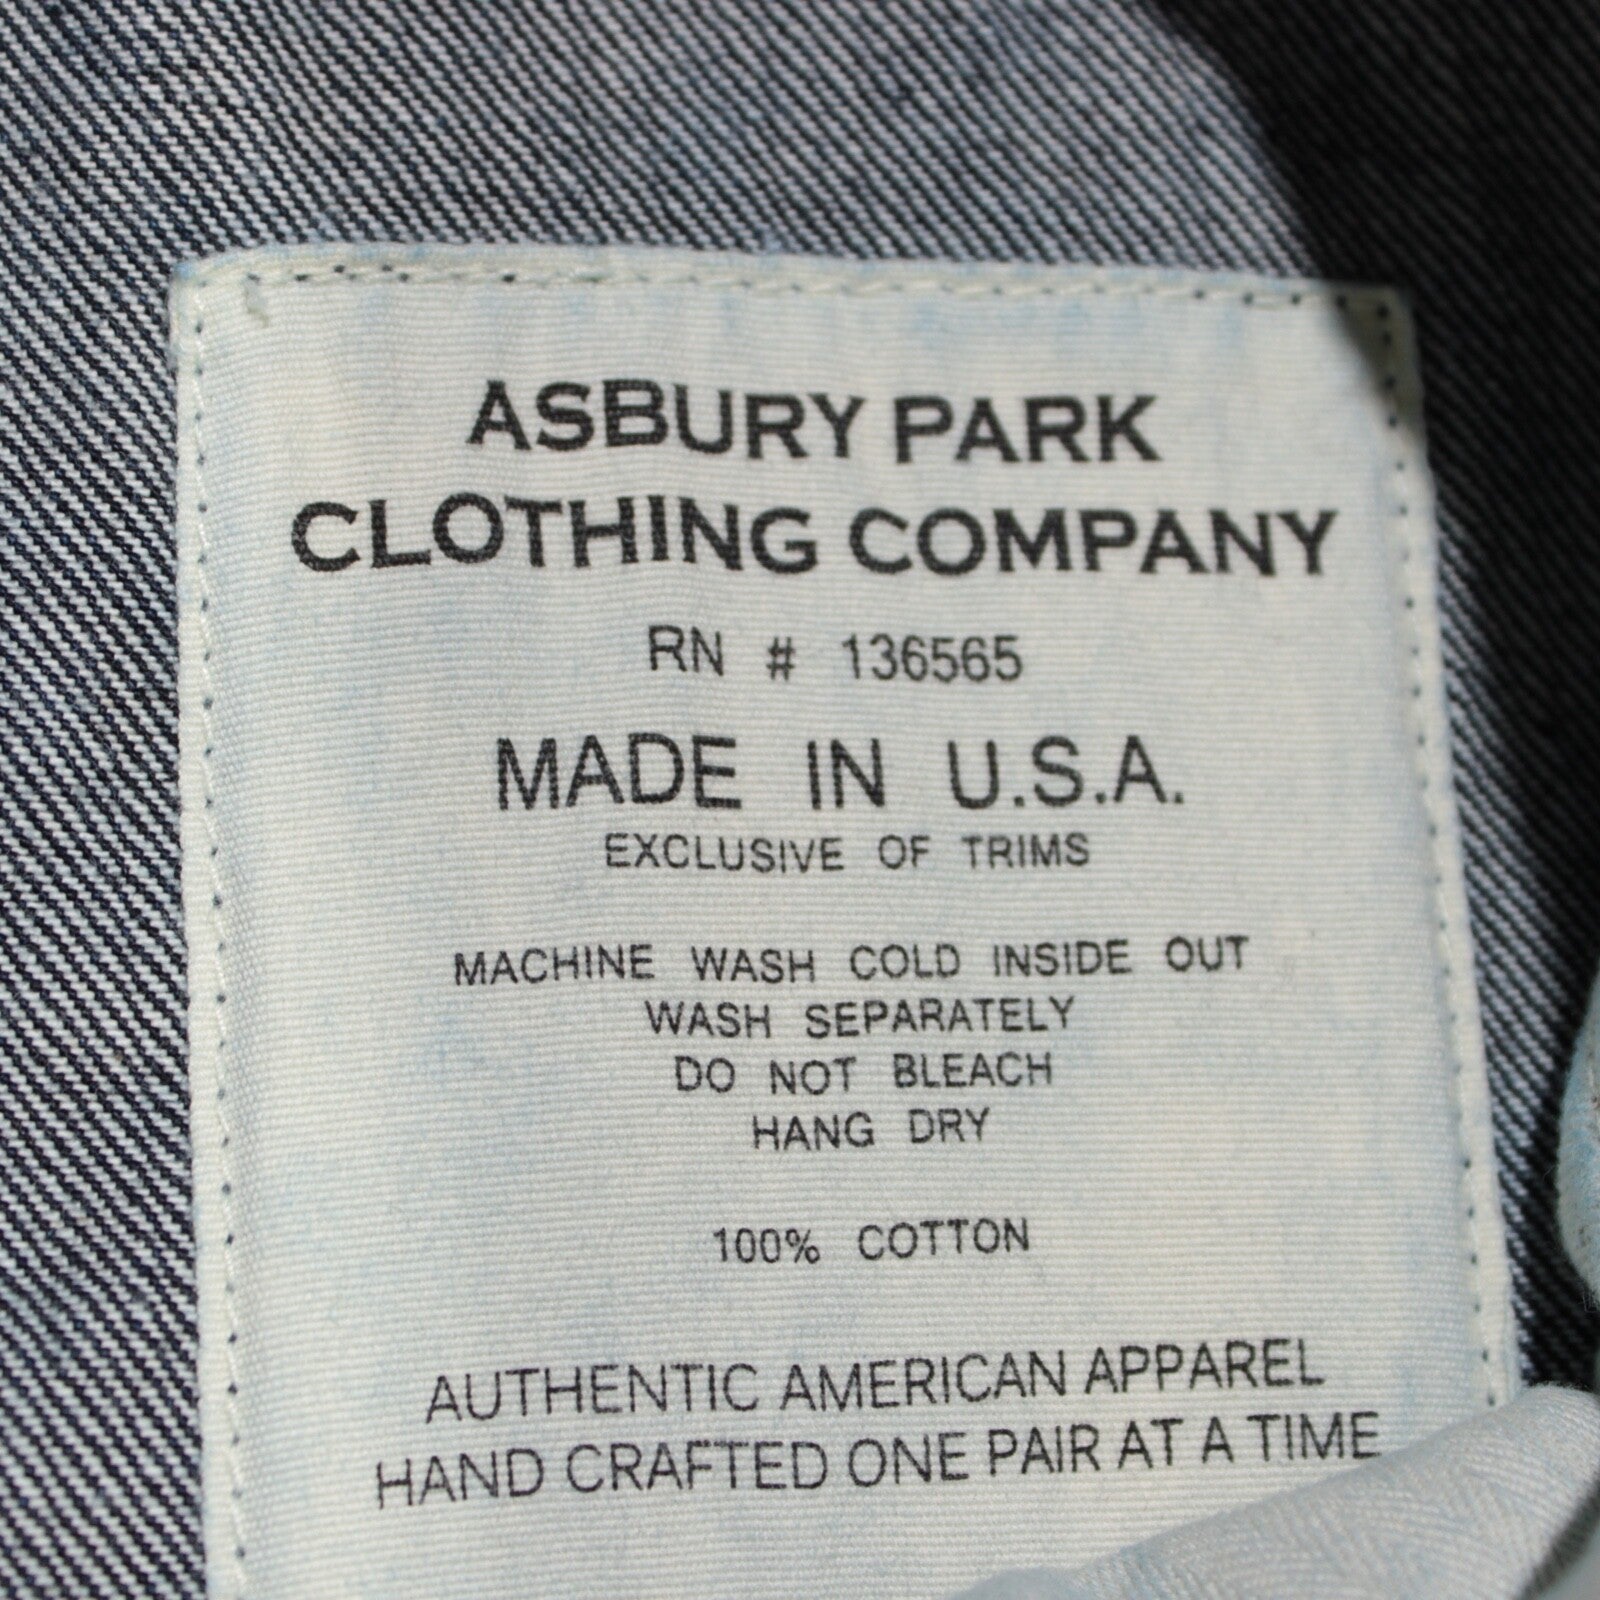 ASBURY PARK
CLOTHING COMPANY
RN # 136565
MADE IN U.S.A.
EXCLUSIVE OF TRIMS
MACHINE WASH COLD INSIDE OUT
WASH SEPARATELY
DO NOT BLEACH
HANG DRY
100% COTTON
AUTHENTIC AMERICAN APPAREL
HAND CRAFTED ONE PAIR AT A TIME